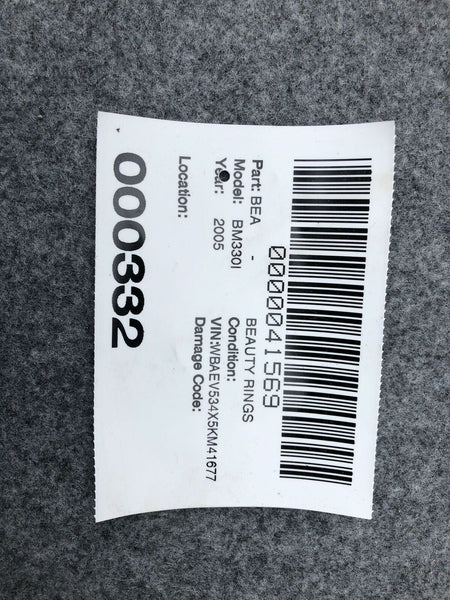 0000041569
Part: BEA - BEAUTY RINGS
Model: BM330I Condition:
Year: 2005 VIN:WBAEV534X5KM41677
Damage Code:
Location:
000332